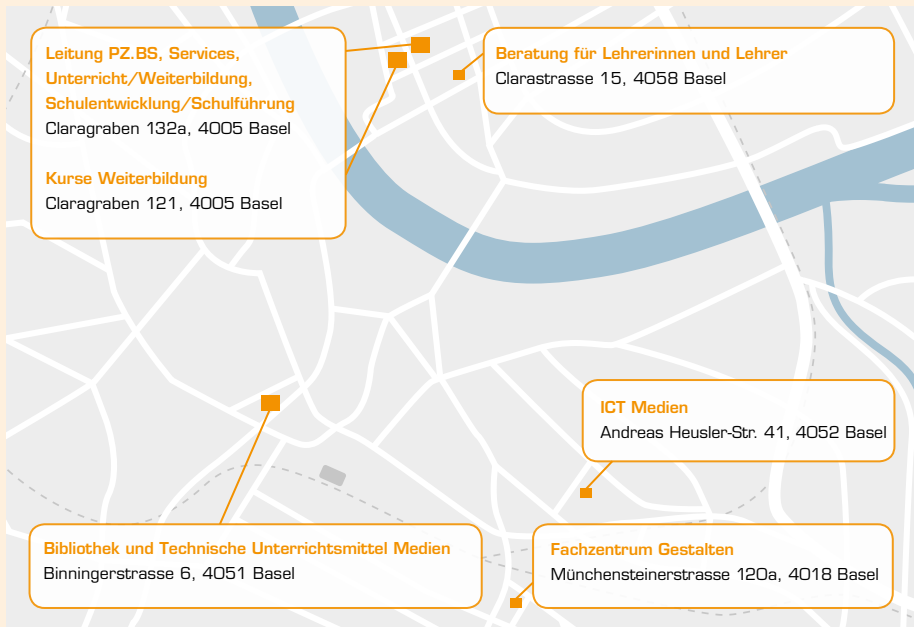 Leitung PZ.BS, Services,
Unterricht/Weiterbildung,
Schulentwicklung/Schulführung
Claragraben 132a, 4005 Basel
Kurse Weiterbildung
Claragraben 121, 4005 Basel
Beratung für Lehrerinnen und Lehrer
Clarastrasse 15, 4058 Basel
ICT Medien
Andreas Heusler-Str. 41, 4052 Basel
Bibliothek und Technische Unterrichtsmittel Medien
Binningerstrasse 6, 4051 Basel
Fachzentrum Gestalten
Münchensteinerstrasse 120a, 4018 Basel